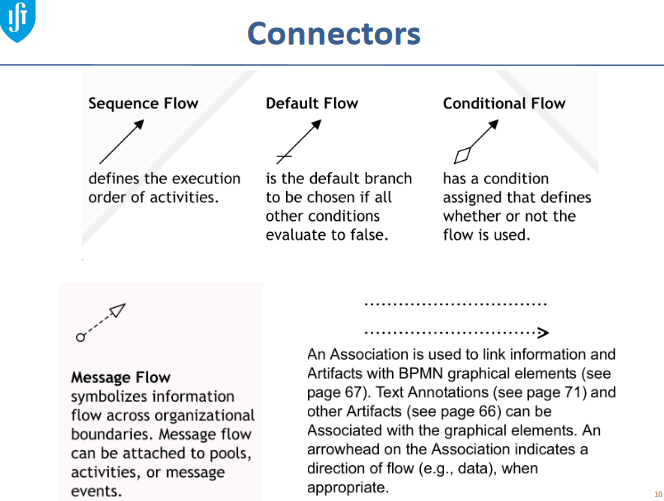 IST
Connectors
Sequence Flow
defines the execution
order of activities.
Default Flow
is the default branch
to be chosen if all
other conditions
evaluate to false.
Conditional Flow
has a condition
assigned that defines
whether or not the
flow is used.
Message Flow
symbolizes information
flow across organizational
boundaries. Message flow
can be attached to pools,
activities, or message
events.
An Association is used to link information and
Artifacts with BPMN graphical elements (see
page 67). Text Annotations (see page 71) and
other Artifacts (see page 66) can be
Associated with the graphical elements. An
arrowhead on the Association indicates a
direction of flow (e.g., data), when
appropriate.
10